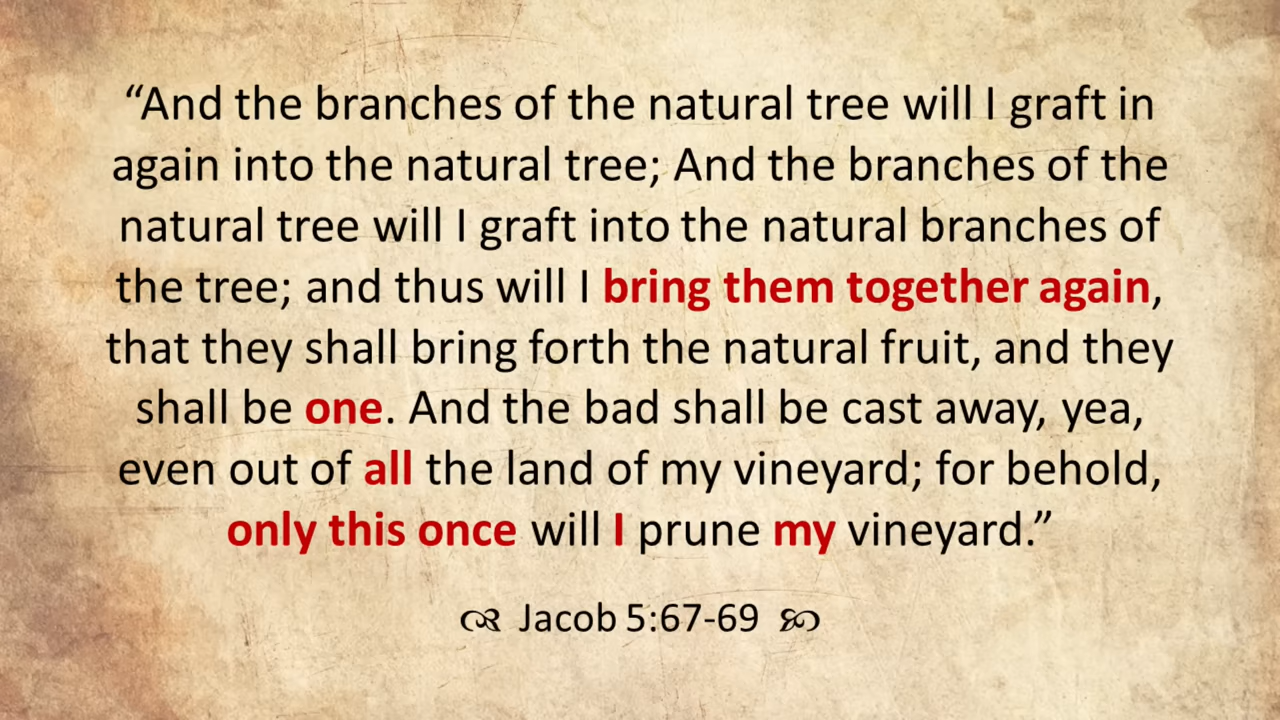 “And the branches of the natural tree will I graft in
again into the natural tree; And the branches of the
natural tree will I graft into the natural branches of
the tree; and thus will I bring them together again,
that they shall bring forth the natural fruit, and they
shall be one. And the bad shall be cast away, yea,
even out of all the land of my vineyard; for behold,
only this once will I prune my vineyard.”
Jacob 5:67-69